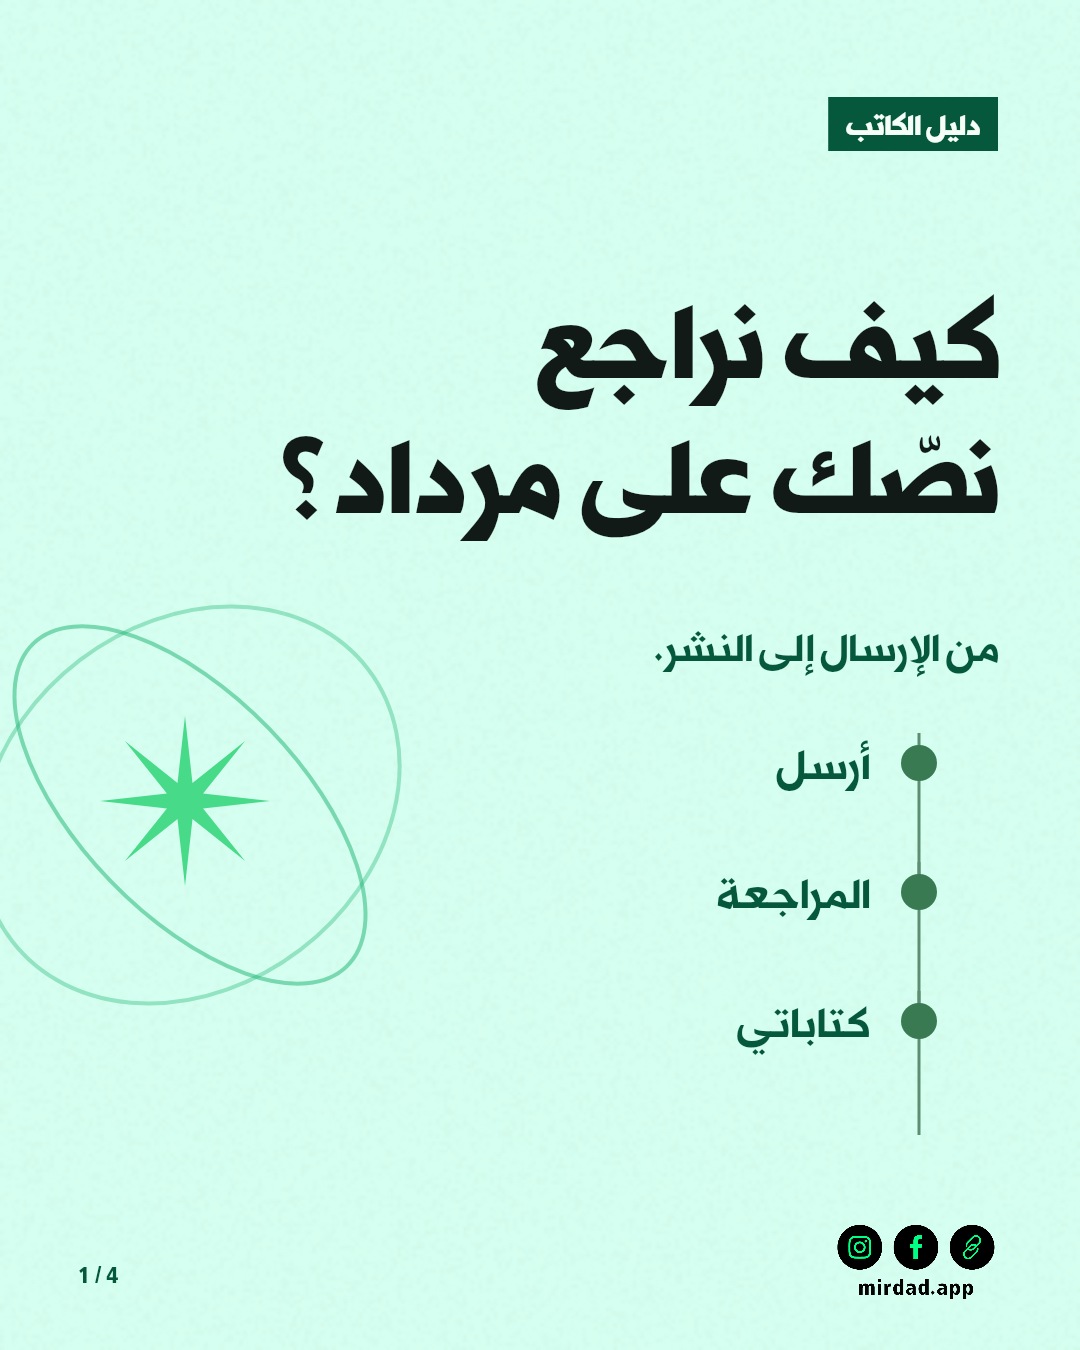 دليل الكاتب
كيف نراجع
نصّك على مرداد؟
من الإرسال إلى النشر.
أرسل
المراجعة
كتاباتي
mirdad.app
1 / 4